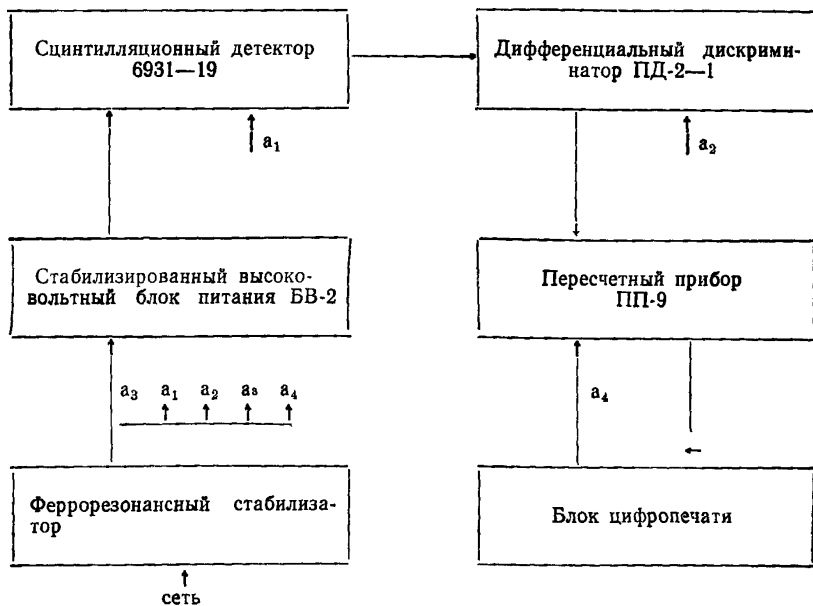 Сцинтилляционный детектор
6931—19
Дифференциальный дискрими-
натор ПД-2—1
a₁
a₂
Стабилизированный высоко-
вольтный блок питания БВ-2
Пересчетный прибор
ПП-9
a₃ a₁ a₂ a₃ a₄
a₄
Феррорезонансный стабилиза-
тор
Блок цифропечати
сеть